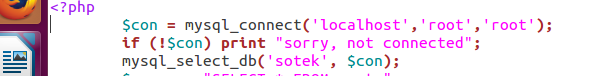 <?php
$con = mysql_connect('localhost','root','root');
if (!$con) print "sorry, not connected";
mysql_select_db('sotek', $con);